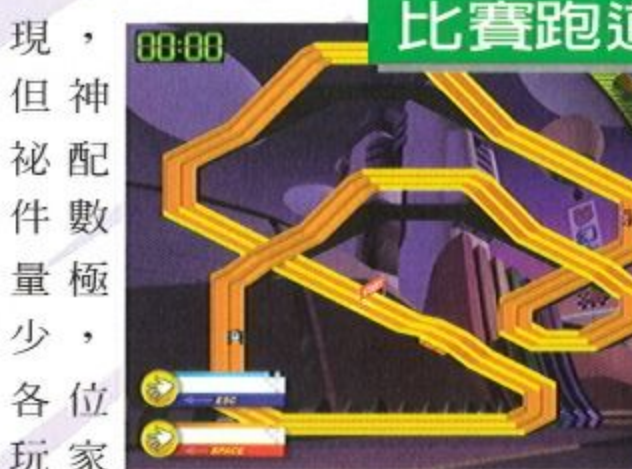 比賽跑道
00:00
現，
但神
祕配
件數
量極
少，
各位
玩家
ESC
SPACE